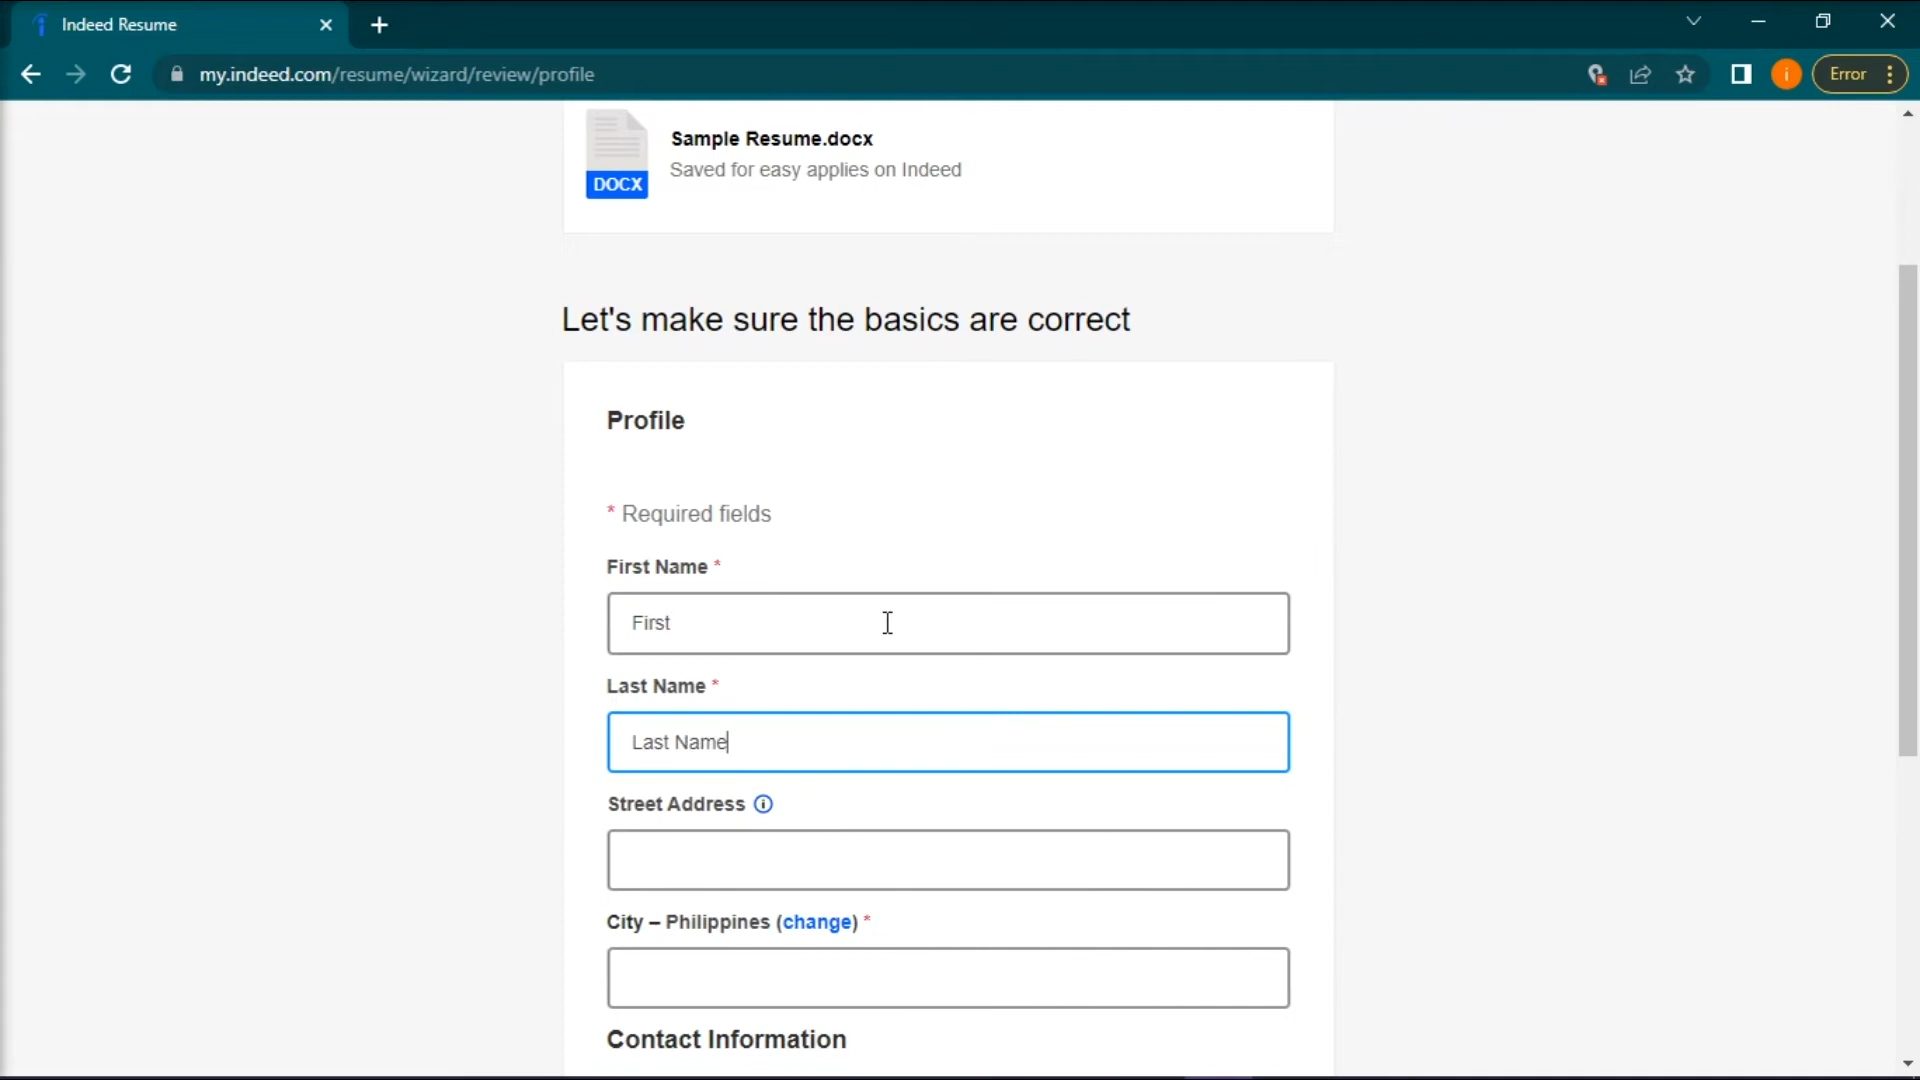 Indeed Resume
my.indeed.com/resume/wizard/review/profile
i
Error
DOCX
Sample Resume.docx
Saved for easy applies on Indeed
Let's make sure the basics are correct
Profile
* Required fields
First Name *
First
Last Name *
Last Name
Street Address
City – Philippines (change) *
Contact Information